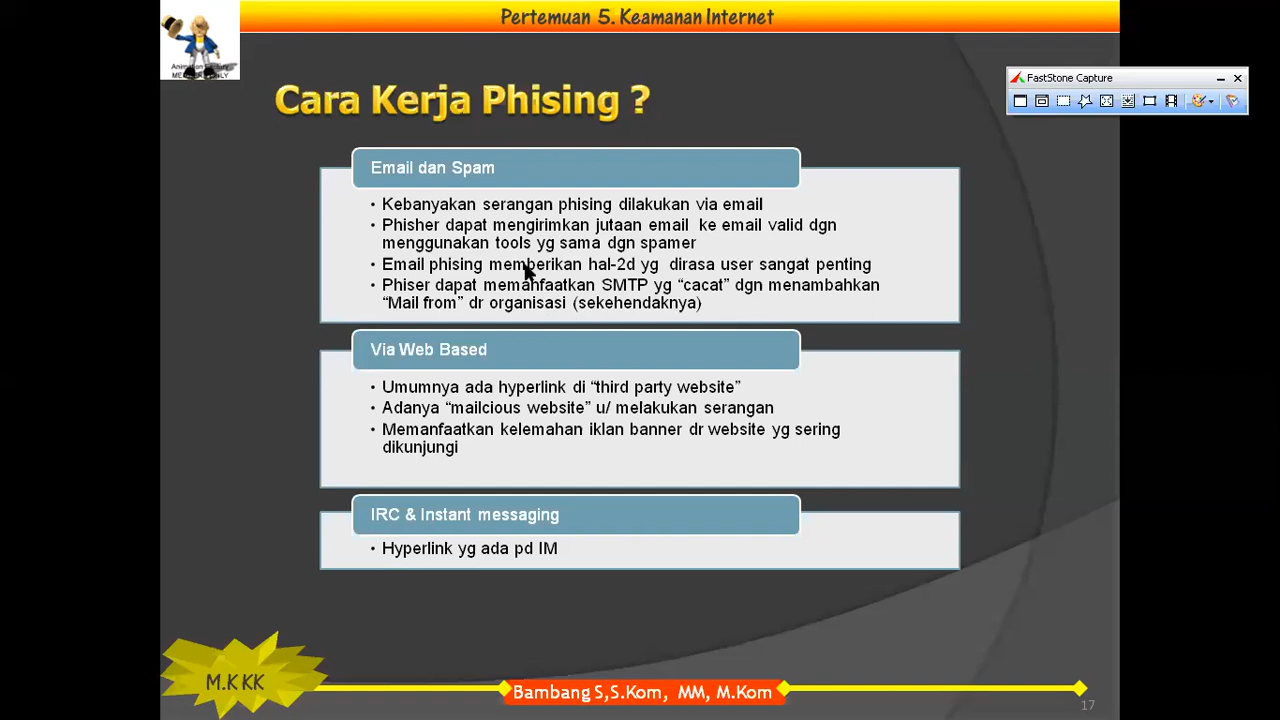 Pertemuan 5. Keamanan Internet
FastStone Capture
Cara Kerja Phising ?
Email dan Spam
• Kebanyakan serangan phising dilakukan via email
• Phisher dapat mengirimkan jutaan email ke email valid dgn
menggunakan tools yg sama dgn spamer
• Email phising memberikan hal-2d yg dirasa user sangat penting
• Phiser dapat memanfaatkan SMTP yg “cacat” dgn menambahkan
“Mail from” dr organisasi (sekehendaknya)
Via Web Based
• Umumnya ada hyperlink di “third party website”
• Adanya “mailcious website” u/ melakukan serangan
• Memanfaatkan kelemahan iklan banner dr website yg sering
dikunjungi
IRC & Instant messaging
• Hyperlink yg ada pd IM
M.K KK
Bambang S,S.Kom, MM, M.Kom
17